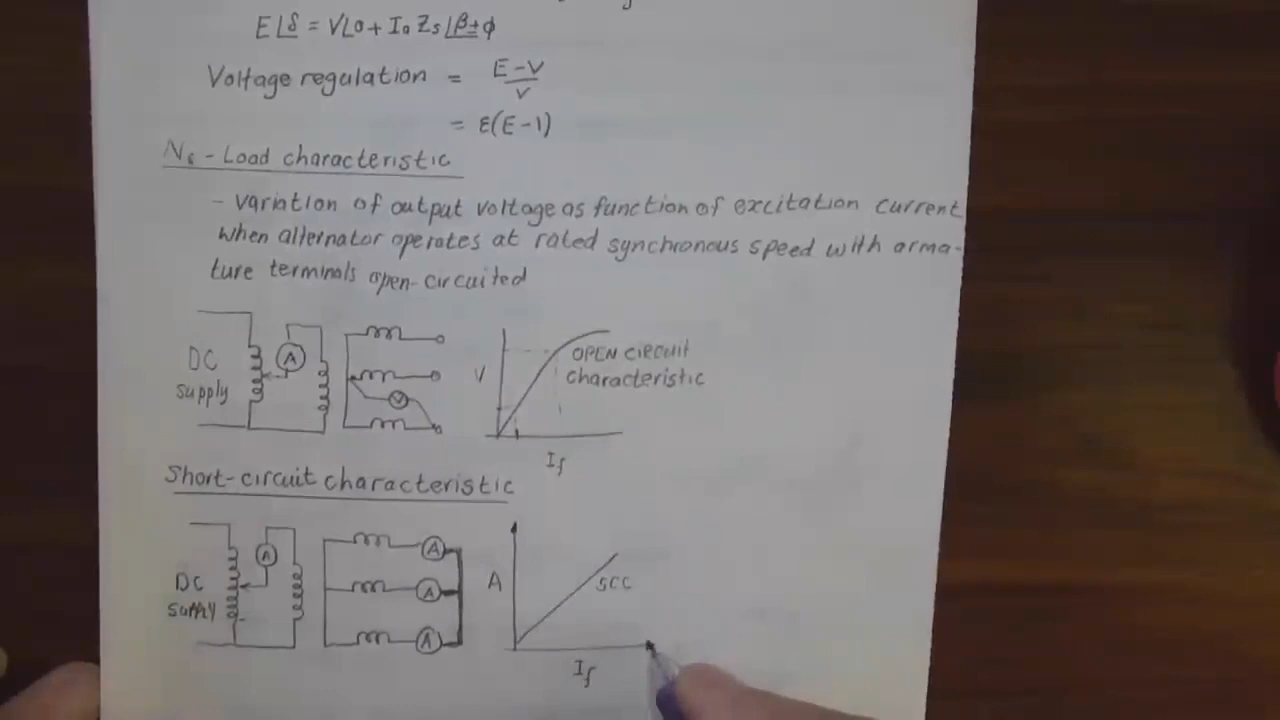 E∠δ = V∠0 + Ia Zs ∠β±φ
Voltage regulation = E-V/V
= ε(E-1)
No-Load characteristic
- variation of output voltage as function of excitation current
when alternator operates at rated synchronous speed with arma-
ture terminals open-circuited
DC
supply
A
V
V
OPEN CIRCUIT
characteristic
If
Short-circuit characteristic
DC
supply
A
A
A
A
A
SCC
If